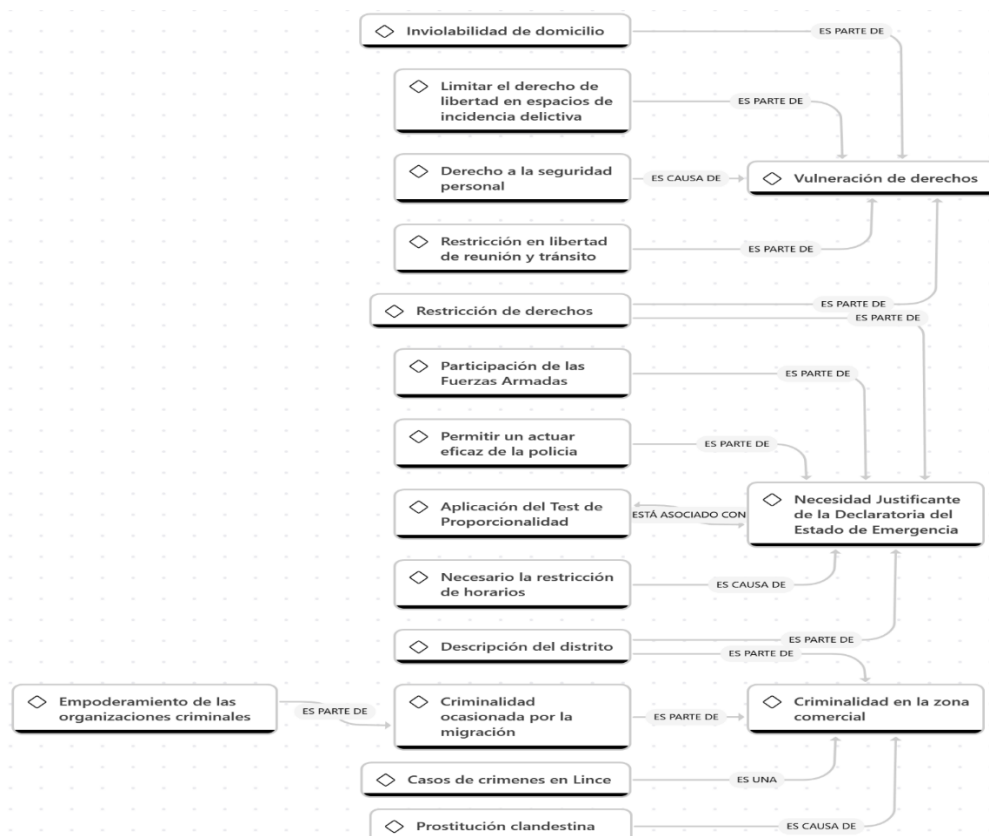 Inviolabilidad de domicilio
ES PARTE DE
Limitar el derecho de
libertad en espacios de
incidencia delictiva
ES PARTE DE
Derecho a la seguridad
personal
ES CAUSA DE
Vulneración de derechos
Restricción en libertad
de reunión y tránsito
ES PARTE DE
Restricción de derechos
ES PARTE DE
ES PARTE DE
Participación de las
Fuerzas Armadas
ES PARTE DE
Permitir un actuar
eficaz de la policia
ES PARTE DE
Aplicación del Test de
Proporcionalidad
ESTÁ ASOCIADO CON
Necesidad Justificante
de la Declaratoria del
Estado de Emergencia
Necesario la restricción
de horarios
ES CAUSA DE
Descripción del distrito
ES PARTE DE
ES PARTE DE
Empoderamiento de las
organizaciones criminales
ES PARTE DE
Criminalidad
ocasionada por la
migración
ES PARTE DE
Criminalidad en la zona
comercial
Casos de crimenes en Lince
ES UNA
Prostitución clandestina
ES CAUSA DE